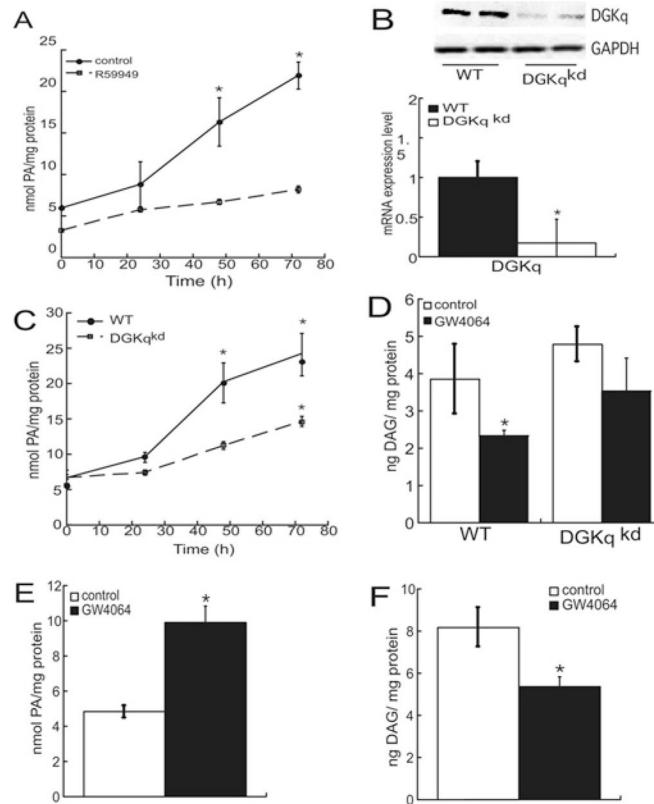 A
control
R59949
nmol PA/mg protein
25
20
15
10
5
0
0 10 20 30 40 50 60 70 80
Time (h)
*
*
B
DGKq
GAPDH
WT DGKqkd
WT
DGKq kd
mRNA expression level
2
1.
5.
1
0.5
0
*
DGKq
C
WT
DGKqkd
nmol PA/mg protein
30
25
20
15
10
5
0
0 10 20 30 40 50 60 70 80
Time (h)
*
*
*
D
control
GW4064
ng DAG/ mg protein
6
5
4
3
2
1
0
*
WT DGKq kd
E
control
GW4064
nmol PA/mg protein
12
10
8
6
4
2
0
*
F
control
GW4064
ng DAG/ mg protein
10
8
6
4
2
0
*